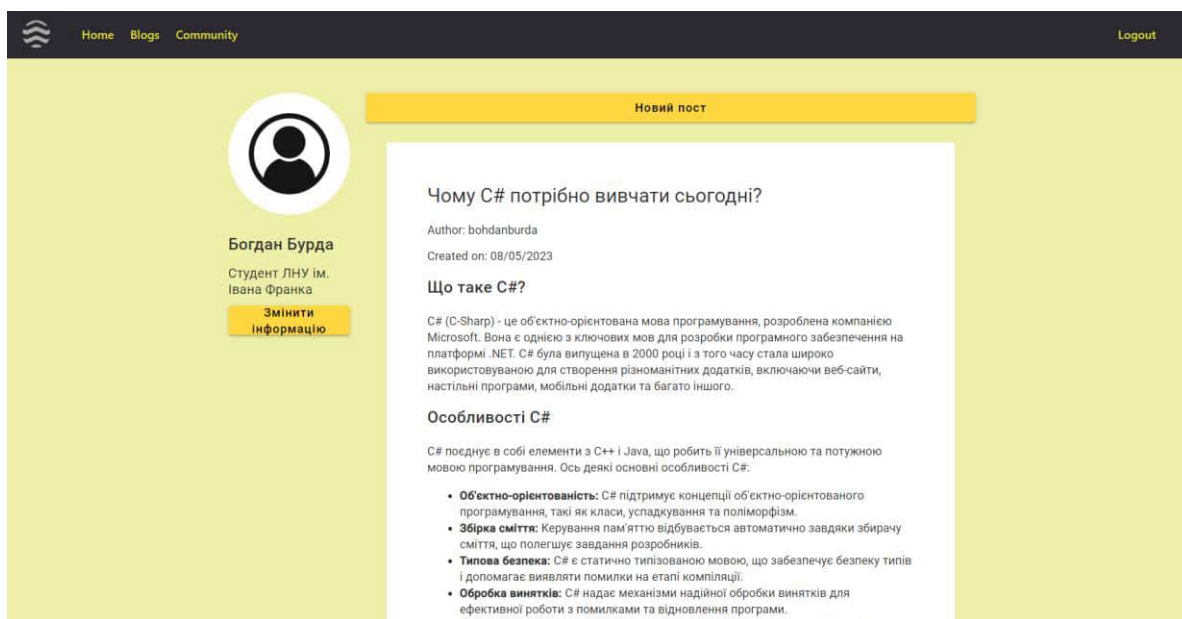 Home Blogs Community Logout
Новий пост
Богдан Бурда
Студент ЛНУ ім.
Івана Франка
Змінити
інформацію
Чому C# потрібно вивчати сьогодні?
Author: bohdanburda
Created on: 08/05/2023
Що таке C#?
C# (C-Sharp) - це об'єктно-орієнтована мова програмування, розроблена компанією
Microsoft. Вона є однією з ключових мов для розробки програмного забезпечення на
платформі .NET. C# була випущена в 2000 році і з того часу стала широко
використовуваною для створення різноманітних додатків, включаючи веб-сайти,
настільні програми, мобільні додатки та багато іншого.
Особливості C#
C# поєднує в собі елементи з C++ і Java, що робить її універсальною та потужною
мовою програмування. Ось деякі основні особливості C#:
• Об'єктно-орієнтованість: C# підтримує концепції об'єктно-орієнтованого
програмування, такі як класи, успадкування та поліморфізм.
• Збірка сміття: Керування пам'яттю відбувається автоматично завдяки збирачу
сміття, що полегшує завдання розробників.
• Типова безпека: C# є статично типізованою мовою, що забезпечує безпеку типів
і допомагає виявляти помилки на етапі компіляції.
• Обробка винятків: C# надає механізми надійної обробки винятків для
ефективної роботи з помилками та відновлення програми.